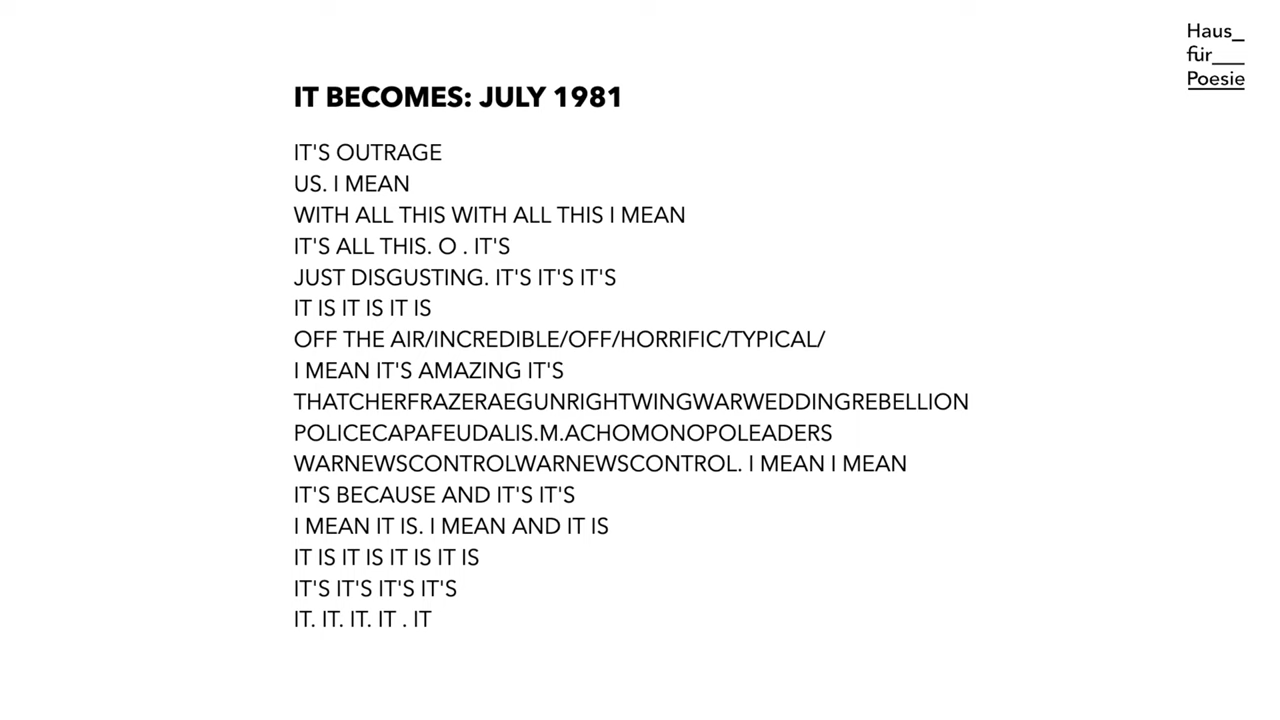 Haus_
für___
Poesie
IT BECOMES: JULY 1981
IT'S OUTRAGE
US. I MEAN
WITH ALL THIS WITH ALL THIS I MEAN
IT'S ALL THIS. O . IT'S
JUST DISGUSTING. IT'S IT'S IT'S
IT IS IT IS IT IS
OFF THE AIR/INCREDIBLE/OFF/HORRIFIC/TYPICAL/
I MEAN IT'S AMAZING IT'S
THATCHERFRAZERAEGUNRIGHTWINGWARWEDDINGREBELLION
POLICECAPAFEUDALIS.M.ACHOMONOPOLEADERS
WARNEWSCONTROLWARNEWSCONTROL. I MEAN I MEAN
IT'S BECAUSE AND IT'S IT'S
I MEAN IT IS. I MEAN AND IT IS
IT IS IT IS IT IS IT IS
IT'S IT'S IT'S IT'S
IT. IT. IT. IT . IT